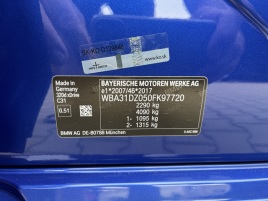 BAYERISCHE MOTOREN WERKE AG
e1*2007/46*2017
WBA31DZ050FK97720
2290 kg
4090 kg
1- 1095 kg
2- 1315 kg
Made in Germany
320d xDrive
C31
0.51
BMW AG DE-80788 München